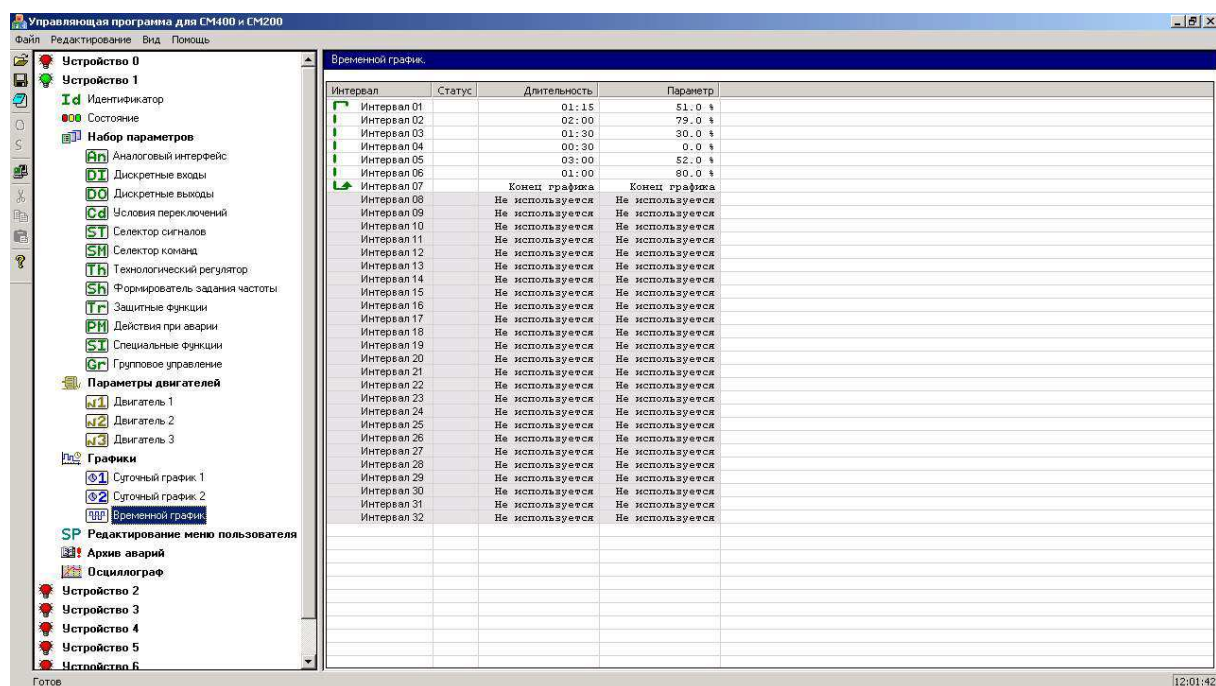 Управляющая программа для СМ400 и СМ200
Файл Редактирование Вид Помощь
Устройство 0
Устройство 1
Id Идентификатор
Состояние
Набор параметров
An Аналоговый интерфейс
DI Дискретные входы
DO Дискретные выходы
Cd Условия переключений
ST Селектор сигналов
SM Селектор команд
Th Технологический регулятор
Sh Формирователь задания частоты
Tr Защитные функции
PM Действия при аварии
SI Специальные функции
Gr Групповое управление
Параметры двигателей
1 Двигатель 1
2 Двигатель 2
3 Двигатель 3
Графики
1 Суточный график 1
2 Суточный график 2
Временной график
SP Редактирование меню пользователя
Архив аварий
Осциллограф
Устройство 2
Устройство 3
Устройство 4
Устройство 5
Устройство 6
Временной график.
Интервал Статус Длительность Параметр
Интервал 01 01:15 51.0 %
Интервал 02 02:00 79.0 %
Интервал 03 01:30 30.0 %
Интервал 04 00:30 0.0 %
Интервал 05 03:00 52.0 %
Интервал 06 01:00 80.0 %
Интервал 07 Конец графика Конец графика
Интервал 08 Не используется Не используется
Интервал 09 Не используется Не используется
Интервал 10 Не используется Не используется
Интервал 11 Не используется Не используется
Интервал 12 Не используется Не используется
Интервал 13 Не используется Не используется
Интервал 14 Не используется Не используется
Интервал 15 Не используется Не используется
Интервал 16 Не используется Не используется
Интервал 17 Не используется Не используется
Интервал 18 Не используется Не используется
Интервал 19 Не используется Не используется
Интервал 20 Не используется Не используется
Интервал 21 Не используется Не используется
Интервал 22 Не используется Не используется
Интервал 23 Не используется Не используется
Интервал 24 Не используется Не используется
Интервал 25 Не используется Не используется
Интервал 26 Не используется Не используется
Интервал 27 Не используется Не используется
Интервал 28 Не используется Не используется
Интервал 29 Не используется Не используется
Интервал 30 Не используется Не используется
Интервал 31 Не используется Не используется
Интервал 32 Не используется Не используется
Готов
12:01:42